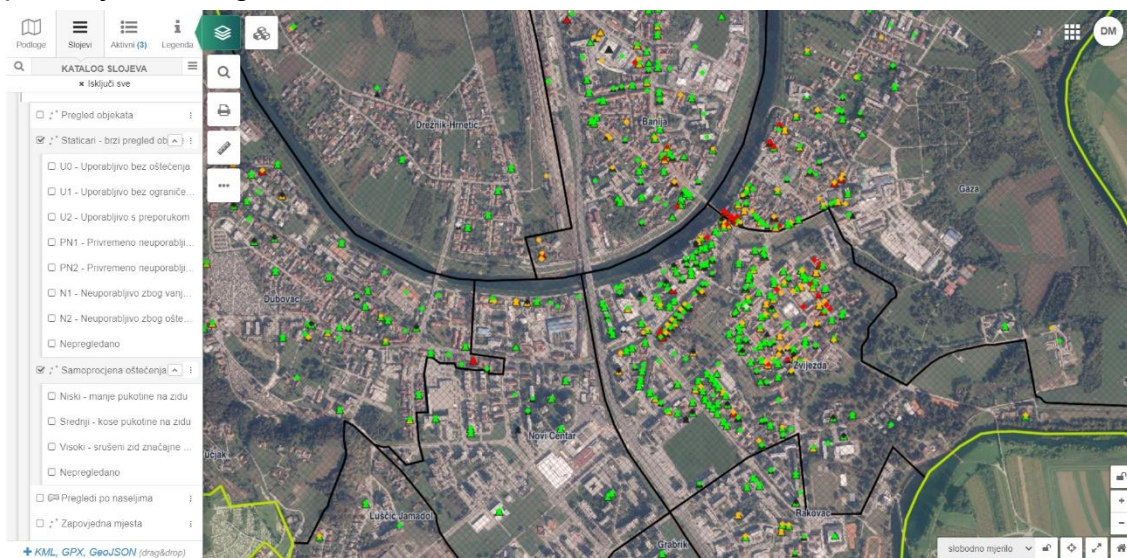 Podloge
Slojevi
Aktivni (3)
Legenda
KATALOG SLOJEVA
× Isključi sve
Pregled objekata
Staticari - brzi pregled ob
U0 - Uporabljivo bez oštećenja
U1 - Uporabljivo bez ograniče...
U2 - Uporabljivo s preporukom
PN1 - Privremeno neuporablji...
PN2 - Privremeno neuporablji...
N1 - Neuporabljivo zbog vanj...
N2 - Neuporabljivo zbog ošte...
Nepregledano
Samoprocjena oštećenja
Niski - manje pukotine na zidu
Srednji - kose pukotine na zidu
Visoki - srušeni zid značajne ...
Nepregledano
Pregledi po naseljima
Zapovjedna mjesta
+ KML, GPX, GeoJSON (drag&drop)
DM
Drežnik-Hrnetić
Banija
Gaza
Dubovac
Zvijezda
Novi Centar
Luščić Jamadol
Rakovac
Grabrik
slobodno mjerilo